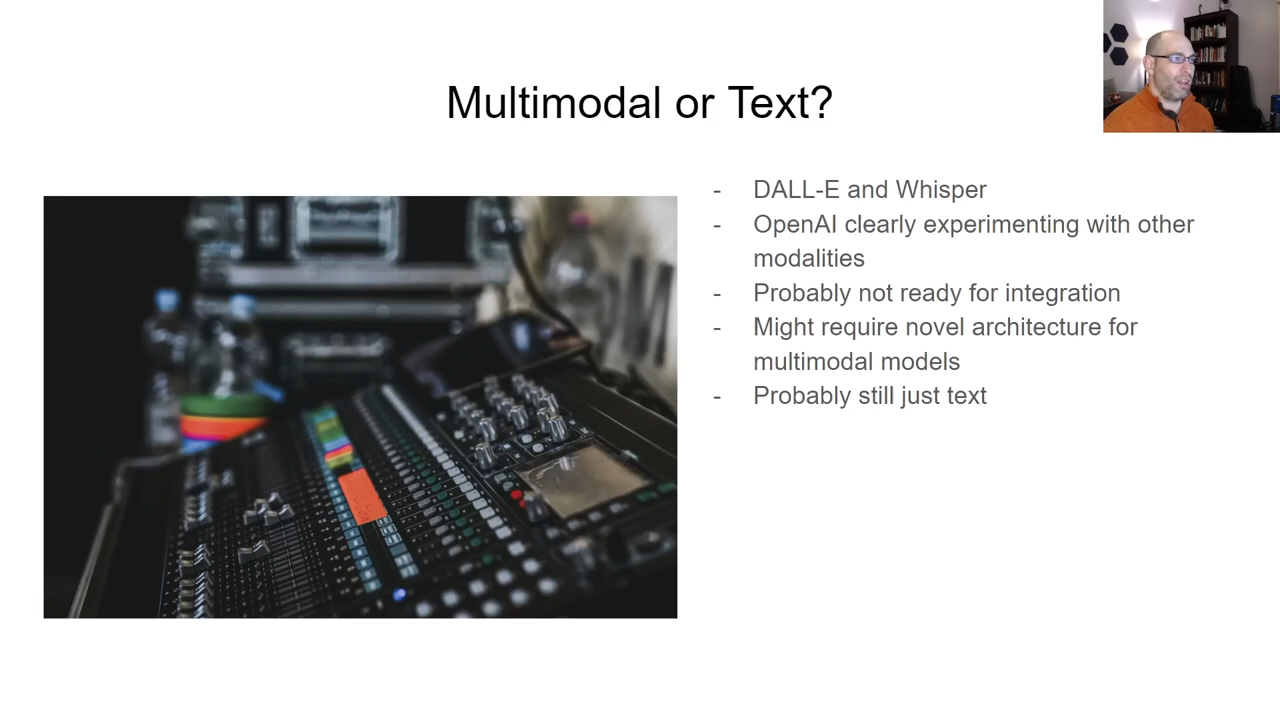 Multimodal or Text?
- DALL-E and Whisper
- OpenAI clearly experimenting with other
modalities
- Probably not ready for integration
- Might require novel architecture for
multimodal models
- Probably still just text